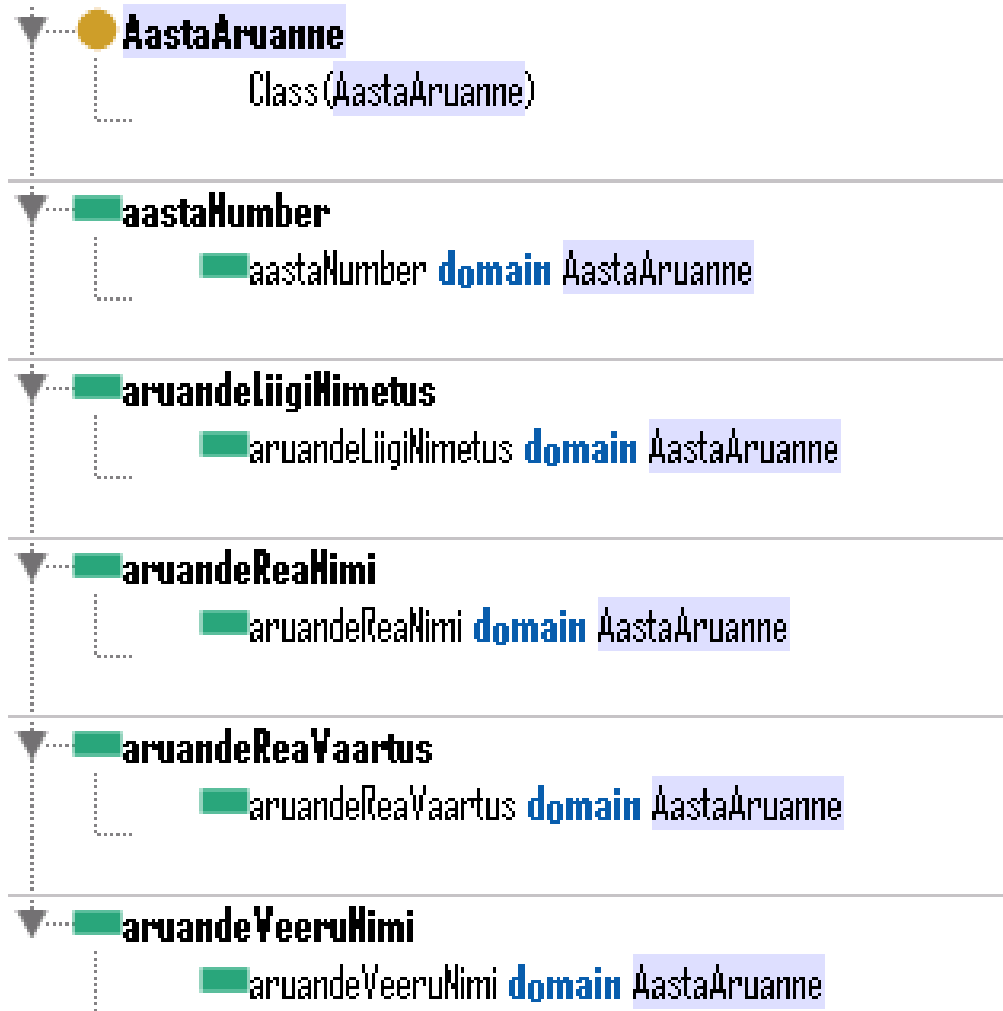 AastaAruanne
Class(AastaAruanne)
aastaNumber
aastaNumber domain AastaAruanne
aruandeLiigiNimetus
aruandeLiigiNimetus domain AastaAruanne
aruandeReaNimi
aruandeReaNimi domain AastaAruanne
aruandeReaVaartus
aruandeReaVaartus domain AastaAruanne
aruandeVeeruNimi
aruandeVeeruNimi domain AastaAruanne